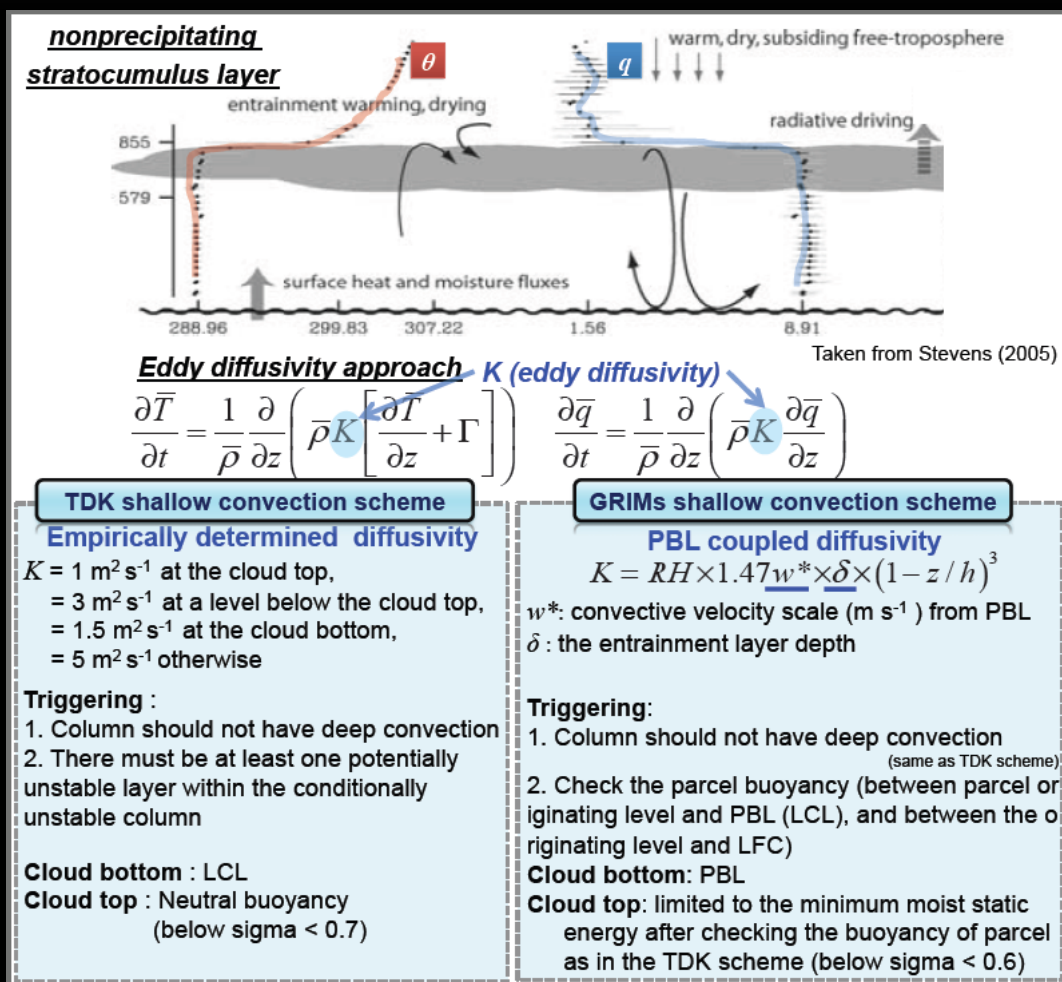 nonprecipitating
stratocumulus layer
θ
q
warm, dry, subsiding free-troposphere
entrainment warming, drying
radiative driving
855
579
surface heat and moisture fluxes
288.96 299.83 307.22 1.56 8.91
Taken from Stevens (2005)
Eddy diffusivity approach K (eddy diffusivity)
∂T̅/∂t = 1/ρ̅ ∂/∂z ( ρ̅K [ ∂T̅/∂z + Γ ] ) ∂q̅/∂t = 1/ρ̅ ∂/∂z ( ρ̅K ∂q̅/∂z )
TDK shallow convection scheme
Empirically determined diffusivity
K = 1 m² s⁻¹ at the cloud top,
= 3 m² s⁻¹ at a level below the cloud top,
= 1.5 m² s⁻¹ at the cloud bottom,
= 5 m² s⁻¹ otherwise
Triggering :
1. Column should not have deep convection
2. There must be at least one potentially
unstable layer within the conditionally
unstable column
Cloud bottom : LCL
Cloud top : Neutral buoyancy
(below sigma < 0.7)
GRIMs shallow convection scheme
PBL coupled diffusivity
K = RH × 1.47w* × δ × (1 − z / h)³
w*: convective velocity scale (m s⁻¹ ) from PBL
δ : the entrainment layer depth
Triggering:
1. Column should not have deep convection
(same as TDK scheme)
2. Check the parcel buoyancy (between parcel or
iginating level and PBL (LCL), and between the o
riginating level and LFC)
Cloud bottom: PBL
Cloud top: limited to the minimum moist static
energy after checking the buoyancy of parcel
as in the TDK scheme (below sigma < 0.6)